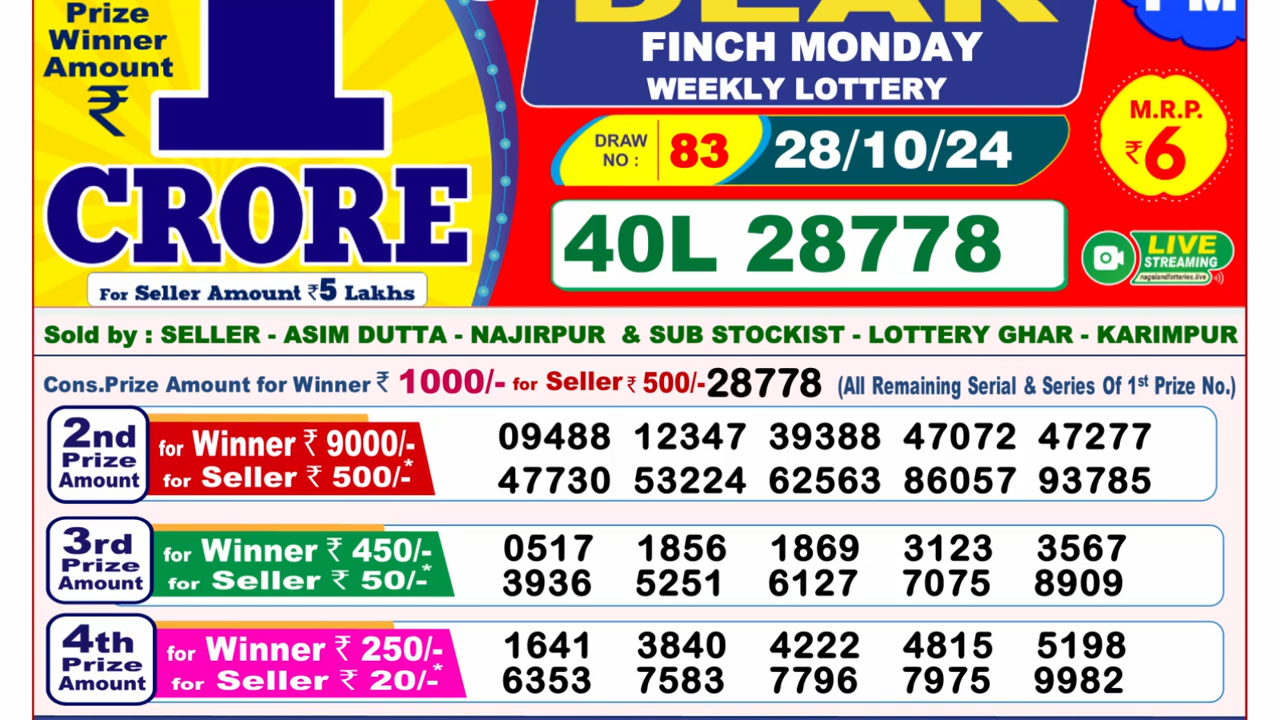 Prize
Winner
Amount
₹
1
CRORE
For Seller Amount ₹5 Lakhs
DEAR
FINCH MONDAY
WEEKLY LOTTERY
PM
DRAW
NO :
83
28/10/24
M.R.P.
₹6
40L 28778
LIVE
STREAMING
nagalandlotteries.live
Sold by : SELLER - ASIM DUTTA - NAJIRPUR & SUB STOCKIST - LOTTERY GHAR - KARIMPUR
Cons.Prize Amount for Winner ₹ 1000/- for Seller ₹ 500/- 28778 (All Remaining Serial & Series Of 1st Prize No.)
2nd
Prize
Amount
for Winner ₹ 9000/-
for Seller ₹ 500/-*
09488 12347 39388 47072 47277
47730 53224 62563 86057 93785
3rd
Prize
Amount
for Winner ₹ 450/-
for Seller ₹ 50/-*
0517 1856 1869 3123 3567
3936 5251 6127 7075 8909
4th
Prize
Amount
for Winner ₹ 250/-
for Seller ₹ 20/-*
1641 3840 4222 4815 5198
6353 7583 7796 7975 9982